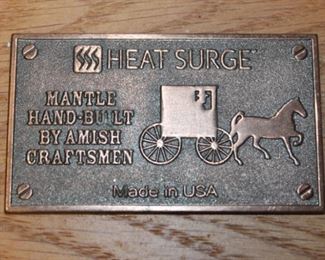 HEAT SURGE
MANTLE
HAND-BUILT
BY AMISH
CRAFTSMEN
Made in USA